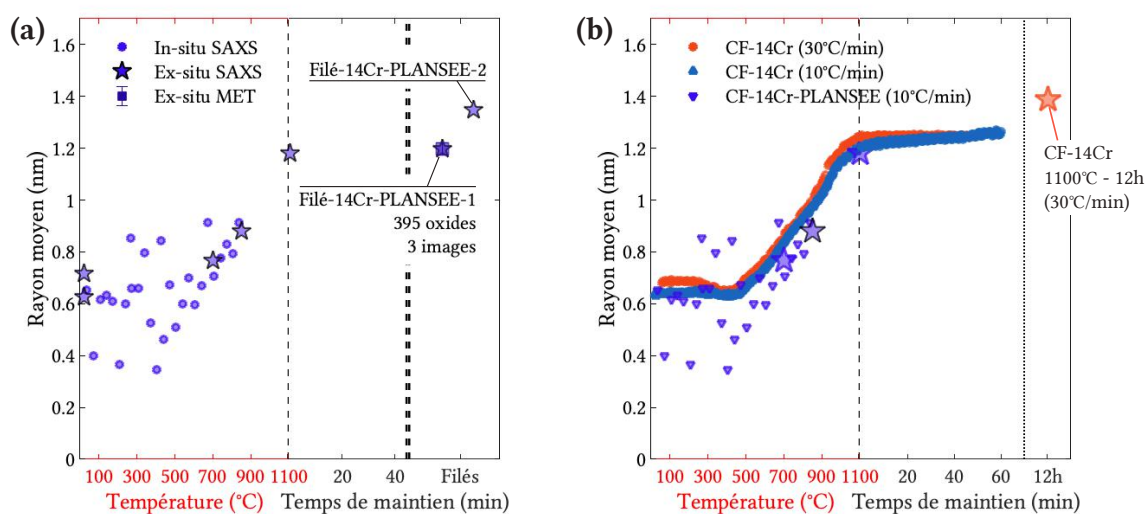 (a)
Rayon moyen (nm)
1.6
1.4
1.2
1
0.8
0.6
0.4
0.2
0
In-situ SAXS
Ex-situ SAXS
Ex-situ MET
Filé-14Cr-PLANSEE-2
Filé-14Cr-PLANSEE-1
395 oxides
3 images
100 300 500 700 900 1100 20 40 Filés
Température (°C) Temps de maintien (min)
(b)
Rayon moyen (nm)
1.6
1.4
1.2
1
0.8
0.6
0.4
0.2
0
CF-14Cr (30°C/min)
CF-14Cr (10°C/min)
CF-14Cr-PLANSEE (10°C/min)
CF-14Cr
1100℃ - 12h
(30℃/min)
100 300 500 700 900 1100 20 40 60 12h
Température (°C) Temps de maintien (min)